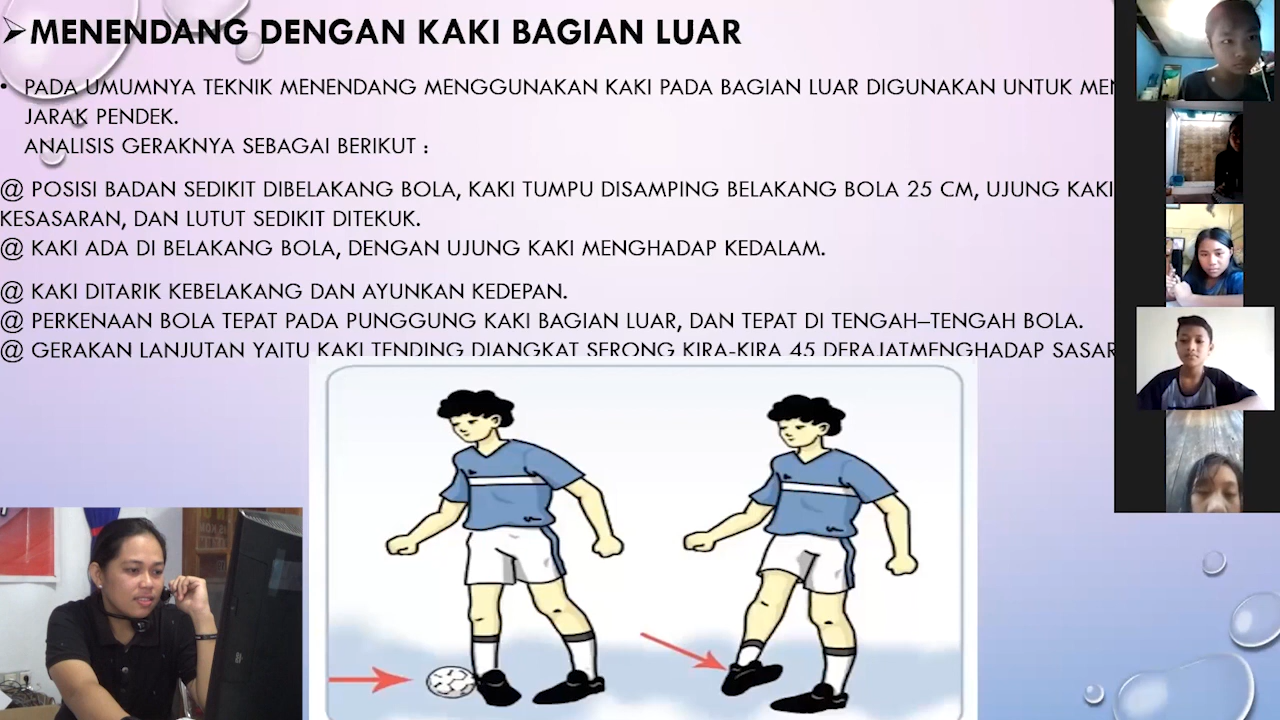 ➤MENENDANG DENGAN KAKI BAGIAN LUAR
• PADA UMUMNYA TEKNIK MENENDANG MENGGUNAKAN KAKI PADA BAGIAN LUAR DIGUNAKAN UNTUK
JARAK PENDEK.
ANALISIS GERAKNYA SEBAGAI BERIKUT :
@ POSISI BADAN SEDIKIT DIBELAKANG BOLA, KAKI TUMPU DISAMPING BELAKANG BOLA 25 CM, UJUNG KAKI
KESASARAN, DAN LUTUT SEDIKIT DITEKUK.
@ KAKI ADA DI BELAKANG BOLA, DENGAN UJUNG KAKI MENGHADAP KEDALAM.
@ KAKI DITARIK KEBELAKANG DAN AYUNKAN KEDEPAN.
@ PERKENAAN BOLA TEPAT PADA PUNGGUNG KAKI BAGIAN LUAR, DAN TEPAT DI TENGAH–TENGAH BOLA.
@ GERAKAN LANJUTAN YAITU KAKI TENDING DIANGKAT SERONG KIRA-KIRA 45 DERAJATMENGHADAP